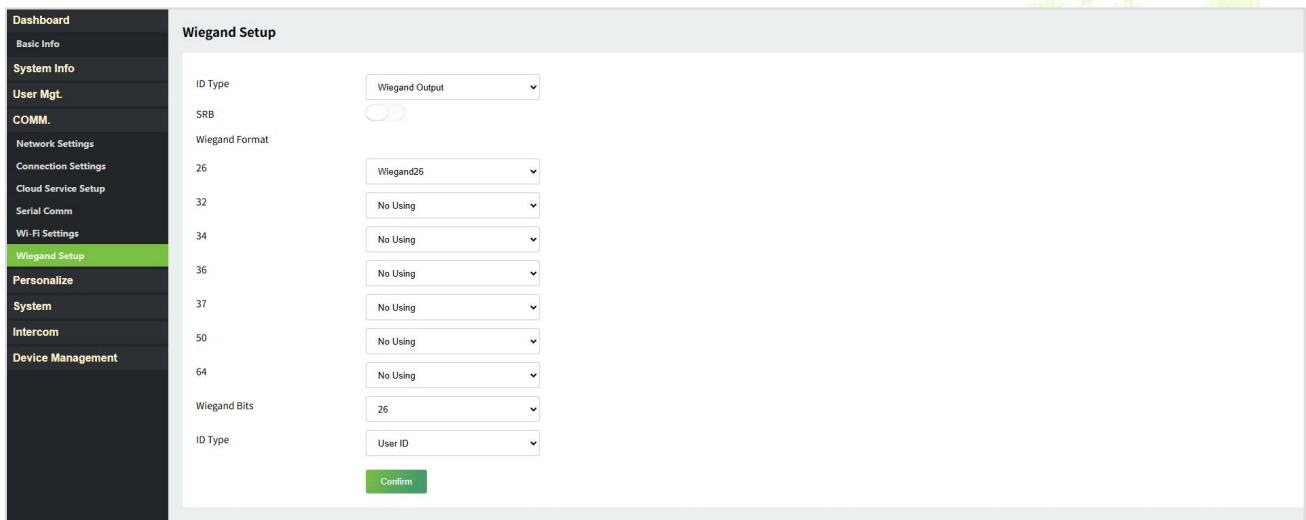 Dashboard
Basic Info
System Info
User Mgt.
COMM.
Network Settings
Connection Settings
Cloud Service Setup
Serial Comm
Wi-Fi Settings
Wiegand Setup
Personalize
System
Intercom
Device Management
Wiegand Setup
ID Type Wiegand Output
SRB
Wiegand Format
26 Wiegand26
32 No Using
34 No Using
36 No Using
37 No Using
50 No Using
64 No Using
Wiegand Bits 26
ID Type User ID
Confirm